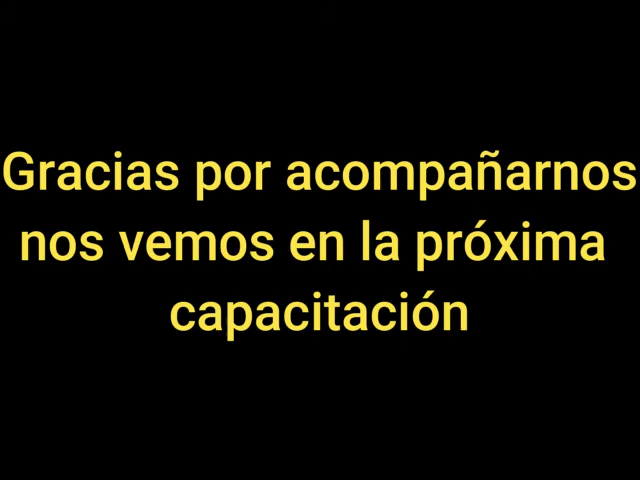 Gracias por acompañarnos
nos vemos en la próxima
capacitación